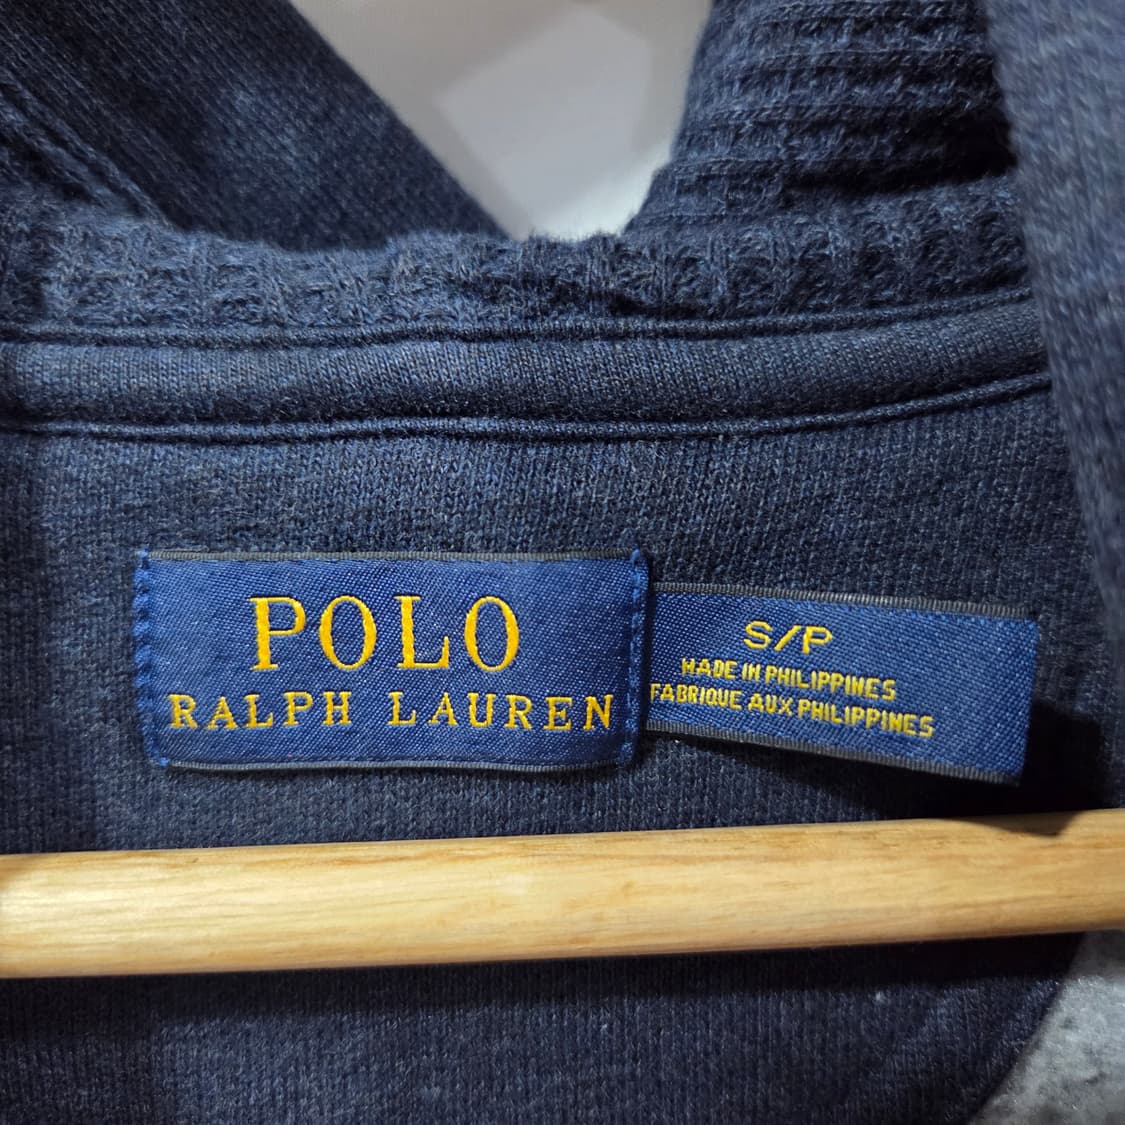 POLO
RALPH LAUREN
S/P
MADE IN PHILIPPINES
FABRIQUE AUX PHILIPPINES